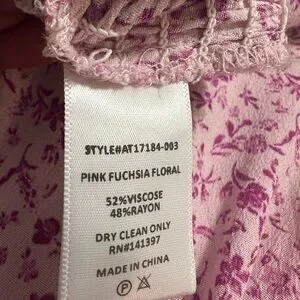 STYLE#AT17184-003
PINK FUCHSIA FLORAL
52%VISCOSE
48%RAYON
DRY CLEAN ONLY
RN#141397
MADE IN CHINA
P